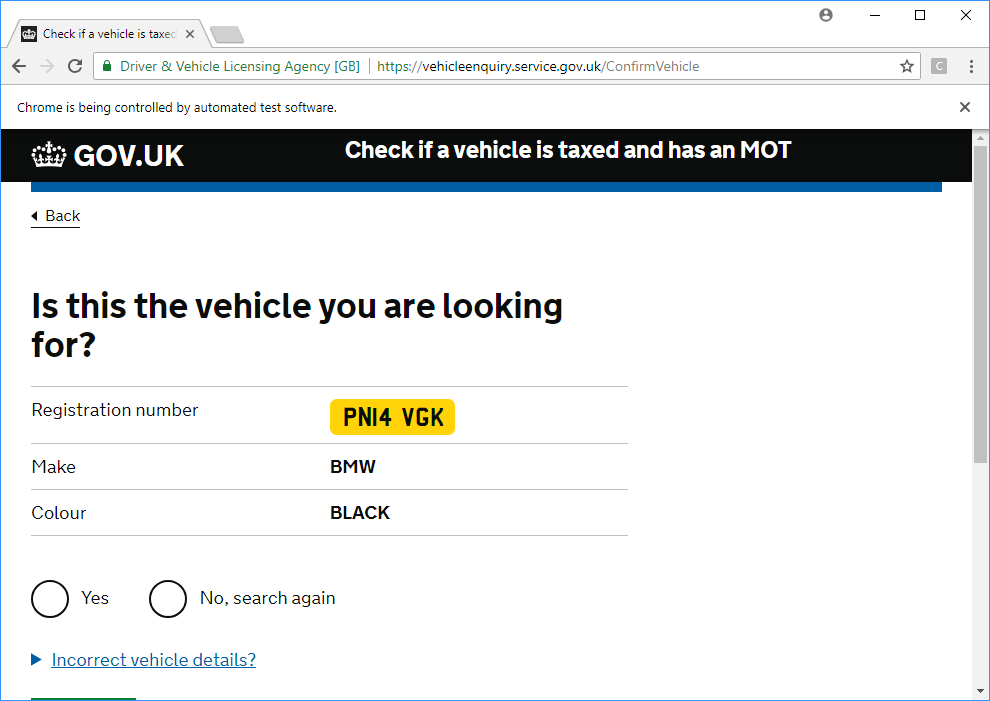 Check if a vehicle is taxed
Driver & Vehicle Licensing Agency [GB] https://vehicleenquiry.service.gov.uk/ConfirmVehicle
C
Chrome is being controlled by automated test software.
GOV.UK
Check if a vehicle is taxed and has an MOT
Back
Is this the vehicle you are looking
for?
Registration number PN14 VGK
Make BMW
Colour BLACK
Yes No, search again
Incorrect vehicle details?